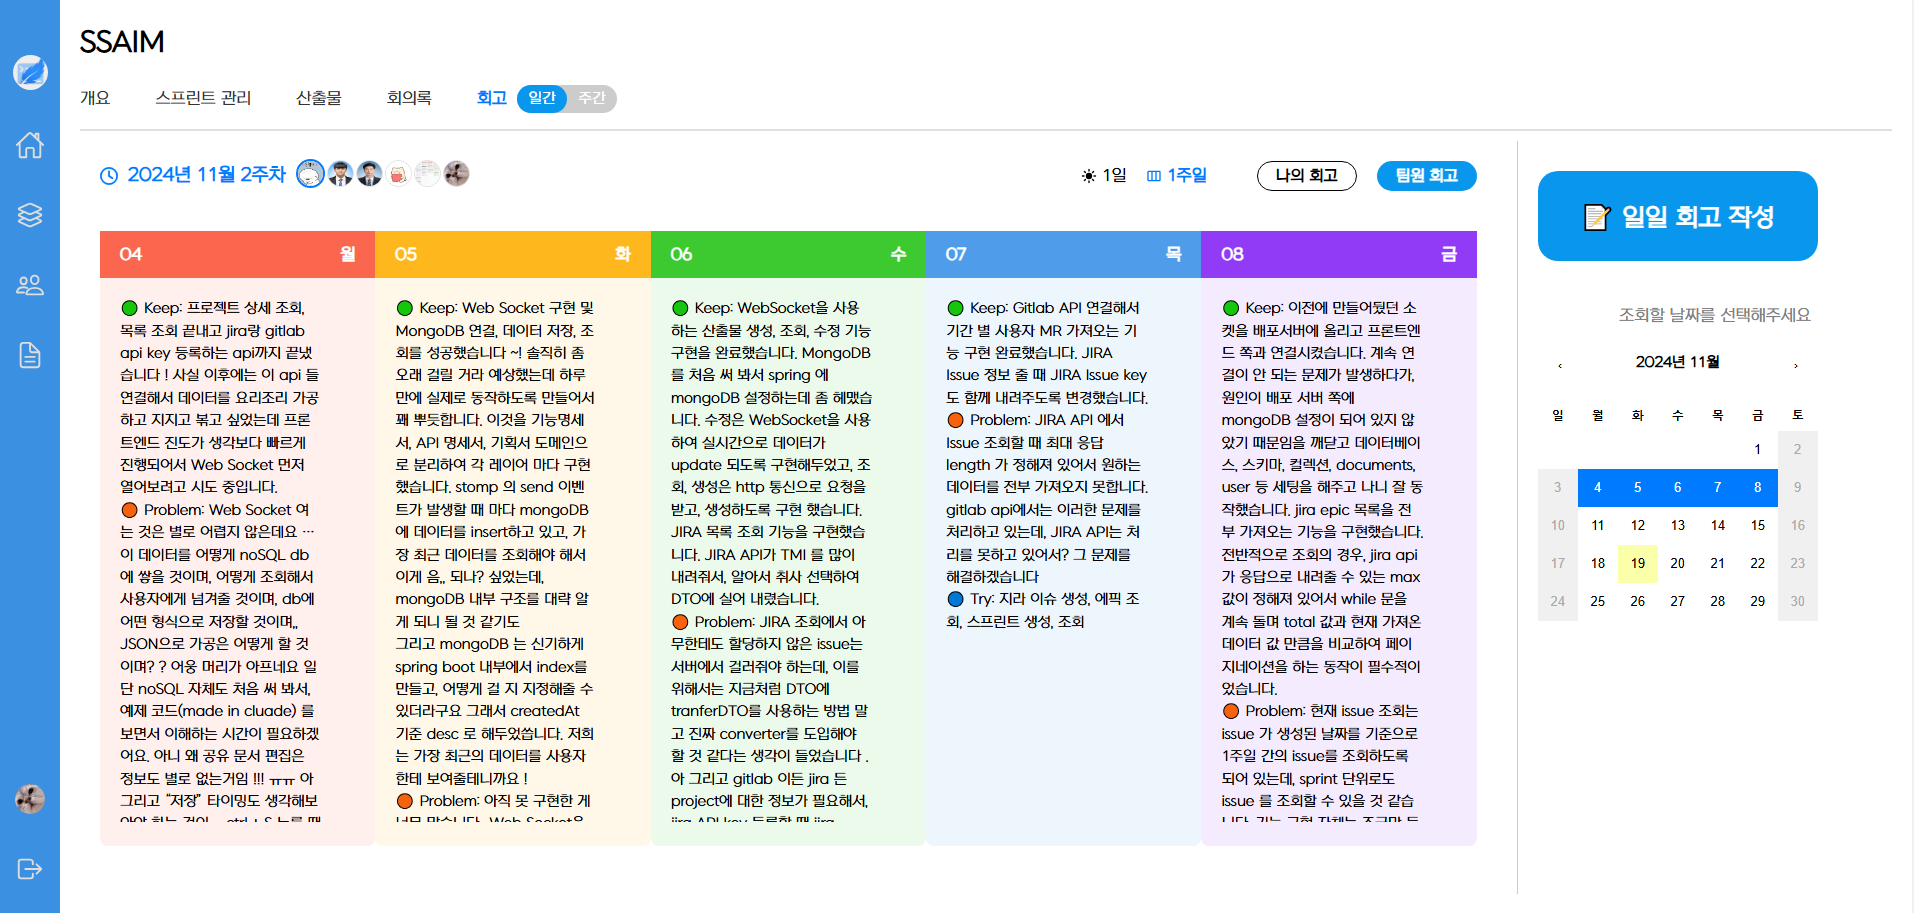 SSAIM
개요 스프린트 관리 산출물 회의록 회고 일간 주간
2024년 11월 2주차 1일 1주일 나의 회고 팀원 회고
📝 일일 회고 작성
04 월
Keep: 프로젝트 상세 조회,
목록 조회 끝내고 jira랑 gitlab
api key 등록하는 api까지 끝냈
습니다 ! 사실 이후에는 이 api 들
연결해서 데이터를 요리조리 가공
하고 지지고 볶고 싶었는데 프론
트엔드 진도가 생각보다 빠르게
진행되어서 Web Socket 먼저
열어보려고 시도 중입니다.
Problem: Web Socket 여
는 것은 별로 어렵지 않은데요 …
이 데이터를 어떻게 noSQL db
에 쌓을 것이며, 어떻게 조회해서
사용자에게 넘겨줄 것이며, db에
어떤 형식으로 저장할 것이며,,
JSON으로 가공은 어떻게 할 것
이며? ? 어웅 머리가 아프네요 일
단 noSQL 자체도 처음 써 봐서,
예제 코드(made in cluade) 를
보면서 이해하는 시간이 필요하겠
어요. 아니 왜 공유 문서 편집은
정보도 별로 없는거임 !!! ㅠㅠ 아
그리고 “저장” 타이밍도 생각해보
05 화
Keep: Web Socket 구현 및
MongoDB 연결, 데이터 저장, 조
회를 성공했습니다 ~! 솔직히 좀
오래 걸릴 거라 예상했는데 하루
만에 실제로 동작하도록 만들어서
꽤 뿌듯합니다. 이것을 기능명세
서, API 명세서, 기획서 도메인으
로 분리하여 각 레이어 마다 구현
했습니다. stomp 의 send 이벤
트가 발생할 때 마다 mongoDB
에 데이터를 insert하고 있고, 가
장 최근 데이터를 조회해야 해서
이게 음,, 되나? 싶었는데,
mongoDB 내부 구조를 대략 알
게 되니 될 것 같기도
그리고 mongoDB 는 신기하게
spring boot 내부에서 index를
만들고, 어떻게 걸 지 지정해줄 수
있더라구요 그래서 createdAt
기준 desc 로 해두었습니다. 저희
는 가장 최근의 데이터를 사용자
한테 보여줄테니까요 !
Problem: 아직 못 구현한 게
06 수
Keep: WebSocket을 사용
하는 산출물 생성, 조회, 수정 기능
구현을 완료했습니다. MongoDB
를 처음 써 봐서 spring 에
mongoDB 설정하는데 좀 헤맸습
니다. 수정은 WebSocket을 사용
하여 실시간으로 데이터가
update 되도록 구현해두었고, 조
회, 생성은 http 통신으로 요청을
받고, 생성하도록 구현 했습니다.
JIRA 목록 조회 기능을 구현했습
니다. JIRA API가 TMI 를 많이
내려줘서, 알아서 취사 선택하여
DTO에 실어 내렸습니다.
Problem: JIRA 조회에서 아
무한테도 할당하지 않은 issue는
서버에서 걸러줘야 하는데, 이를
위해서는 지금처럼 DTO에
tranferDTO를 사용하는 방법 말
고 진짜 converter를 도입해야
할 것 같다는 생각이 들었습니다 .
아 그리고 gitlab 이든 jira 든
project에 대한 정보가 필요해서,
07 목
Keep: Gitlab API 연결해서
기간 별 사용자 MR 가져오는 기
능 구현 완료했습니다. JIRA
Issue 정보 줄 때 JIRA Issue key
도 함께 내려주도록 변경했습니다.
Problem: JIRA API 에서
Issue 조회할 때 최대 응답
length 가 정해져 있어서 원하는
데이터를 전부 가져오지 못합니다.
gitlab api에서는 이러한 문제를
처리하고 있는데, JIRA API는 처
리를 못하고 있어서? 그 문제를
해결하겠습니다
Try: 지라 이슈 생성, 에픽 조
회, 스프린트 생성, 조회
08 금
Keep: 이전에 만들어뒀던 소
켓을 배포서버에 올리고 프론트엔
드 쪽과 연결시켰습니다. 계속 연
결이 안 되는 문제가 발생하다가,
원인이 배포 서버 쪽에
mongoDB 설정이 되어 있지 않
았기 때문임을 깨닫고 데이터베이
스, 스키마, 컬렉션, documents,
user 등 세팅을 해주고 나니 잘 동
작했습니다. jira epic 목록을 전
부 가져오는 기능을 구현했습니다.
전반적으로 조회의 경우, jira api
가 응답으로 내려줄 수 있는 max
값이 정해져 있어서 while 문을
계속 돌며 total 값과 현재 가져온
데이터 값 만큼을 비교하여 페이
지네이션을 하는 동작이 필수적이
었습니다.
Problem: 현재 issue 조회는
issue 가 생성된 날짜를 기준으로
1주일 간의 issue를 조회하도록
되어 있는데, sprint 단위로도
issue 를 조회할 수 있을 것 같습
조회할 날짜를 선택해주세요
‹ 2024년 11월 ›
일 월 화 수 목 금 토
1 2
3 4 5 6 7 8 9
10 11 12 13 14 15 16
17 18 19 20 21 22 23
24 25 26 27 28 29 30